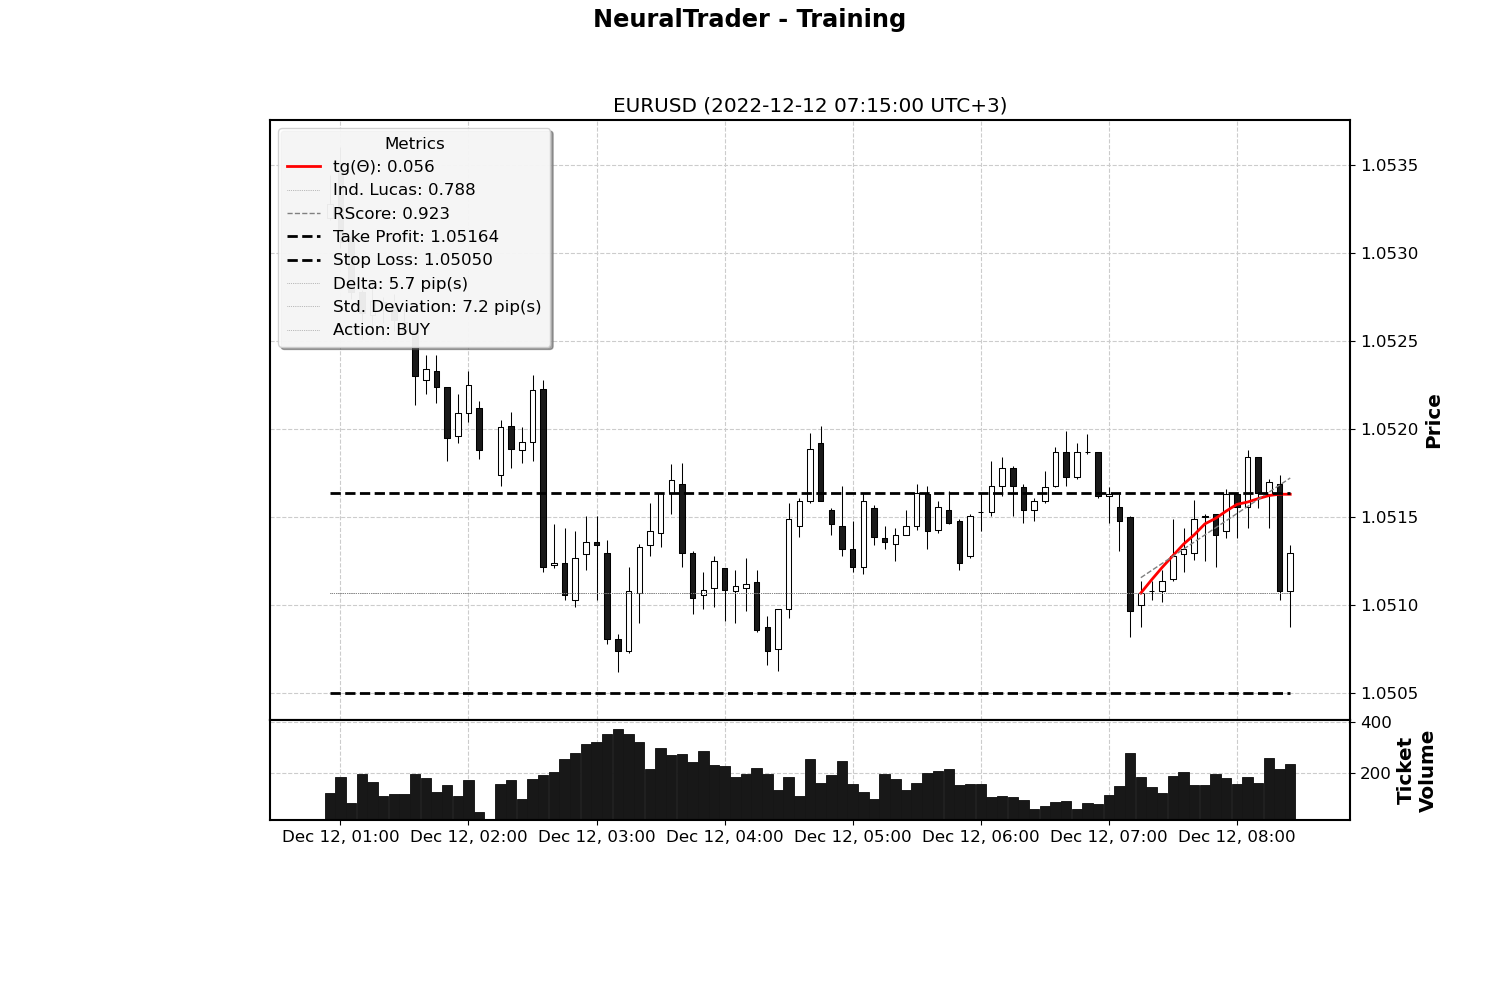 NeuralTrader - Training
EURUSD (2022-12-12 07:15:00 UTC+3)
Metrics
tg(Θ): 0.056
Ind. Lucas: 0.788
RScore: 0.923
Take Profit: 1.05164
Stop Loss: 1.05050
Delta: 5.7 pip(s)
Std. Deviation: 7.2 pip(s)
Action: BUY
1.0535
1.0530
1.0525
1.0520
1.0515
1.0510
1.0505
Price
400
200
Ticket
Volume
Dec 12, 01:00
Dec 12, 02:00
Dec 12, 03:00
Dec 12, 04:00
Dec 12, 05:00
Dec 12, 06:00
Dec 12, 07:00
Dec 12, 08:00